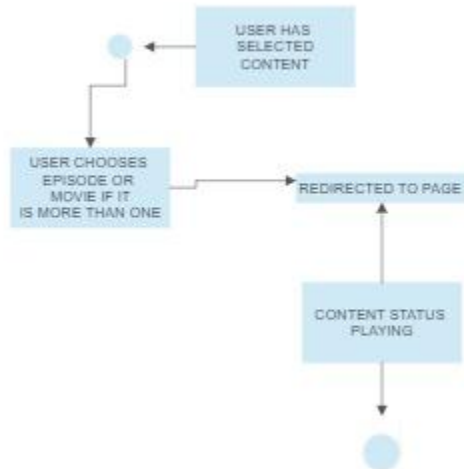 USER HAS
SELECTED
CONTENT
USER CHOOSES
EPISODE OR
MOVIE IF IT
IS MORE THAN ONE
REDIRECTED TO PAGE
CONTENT STATUS
PLAYING